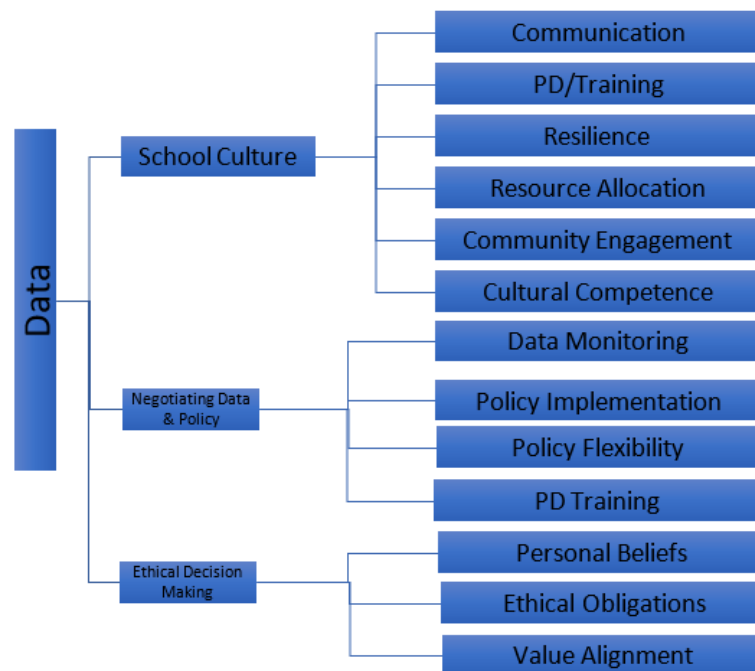 Data
School Culture
Communication
PD/Training
Resilience
Resource Allocation
Community Engagement
Cultural Competence
Negotiating Data
& Policy
Data Monitoring
Policy Implementation
Policy Flexibility
PD Training
Ethical Decision
Making
Personal Beliefs
Ethical Obligations
Value Alignment